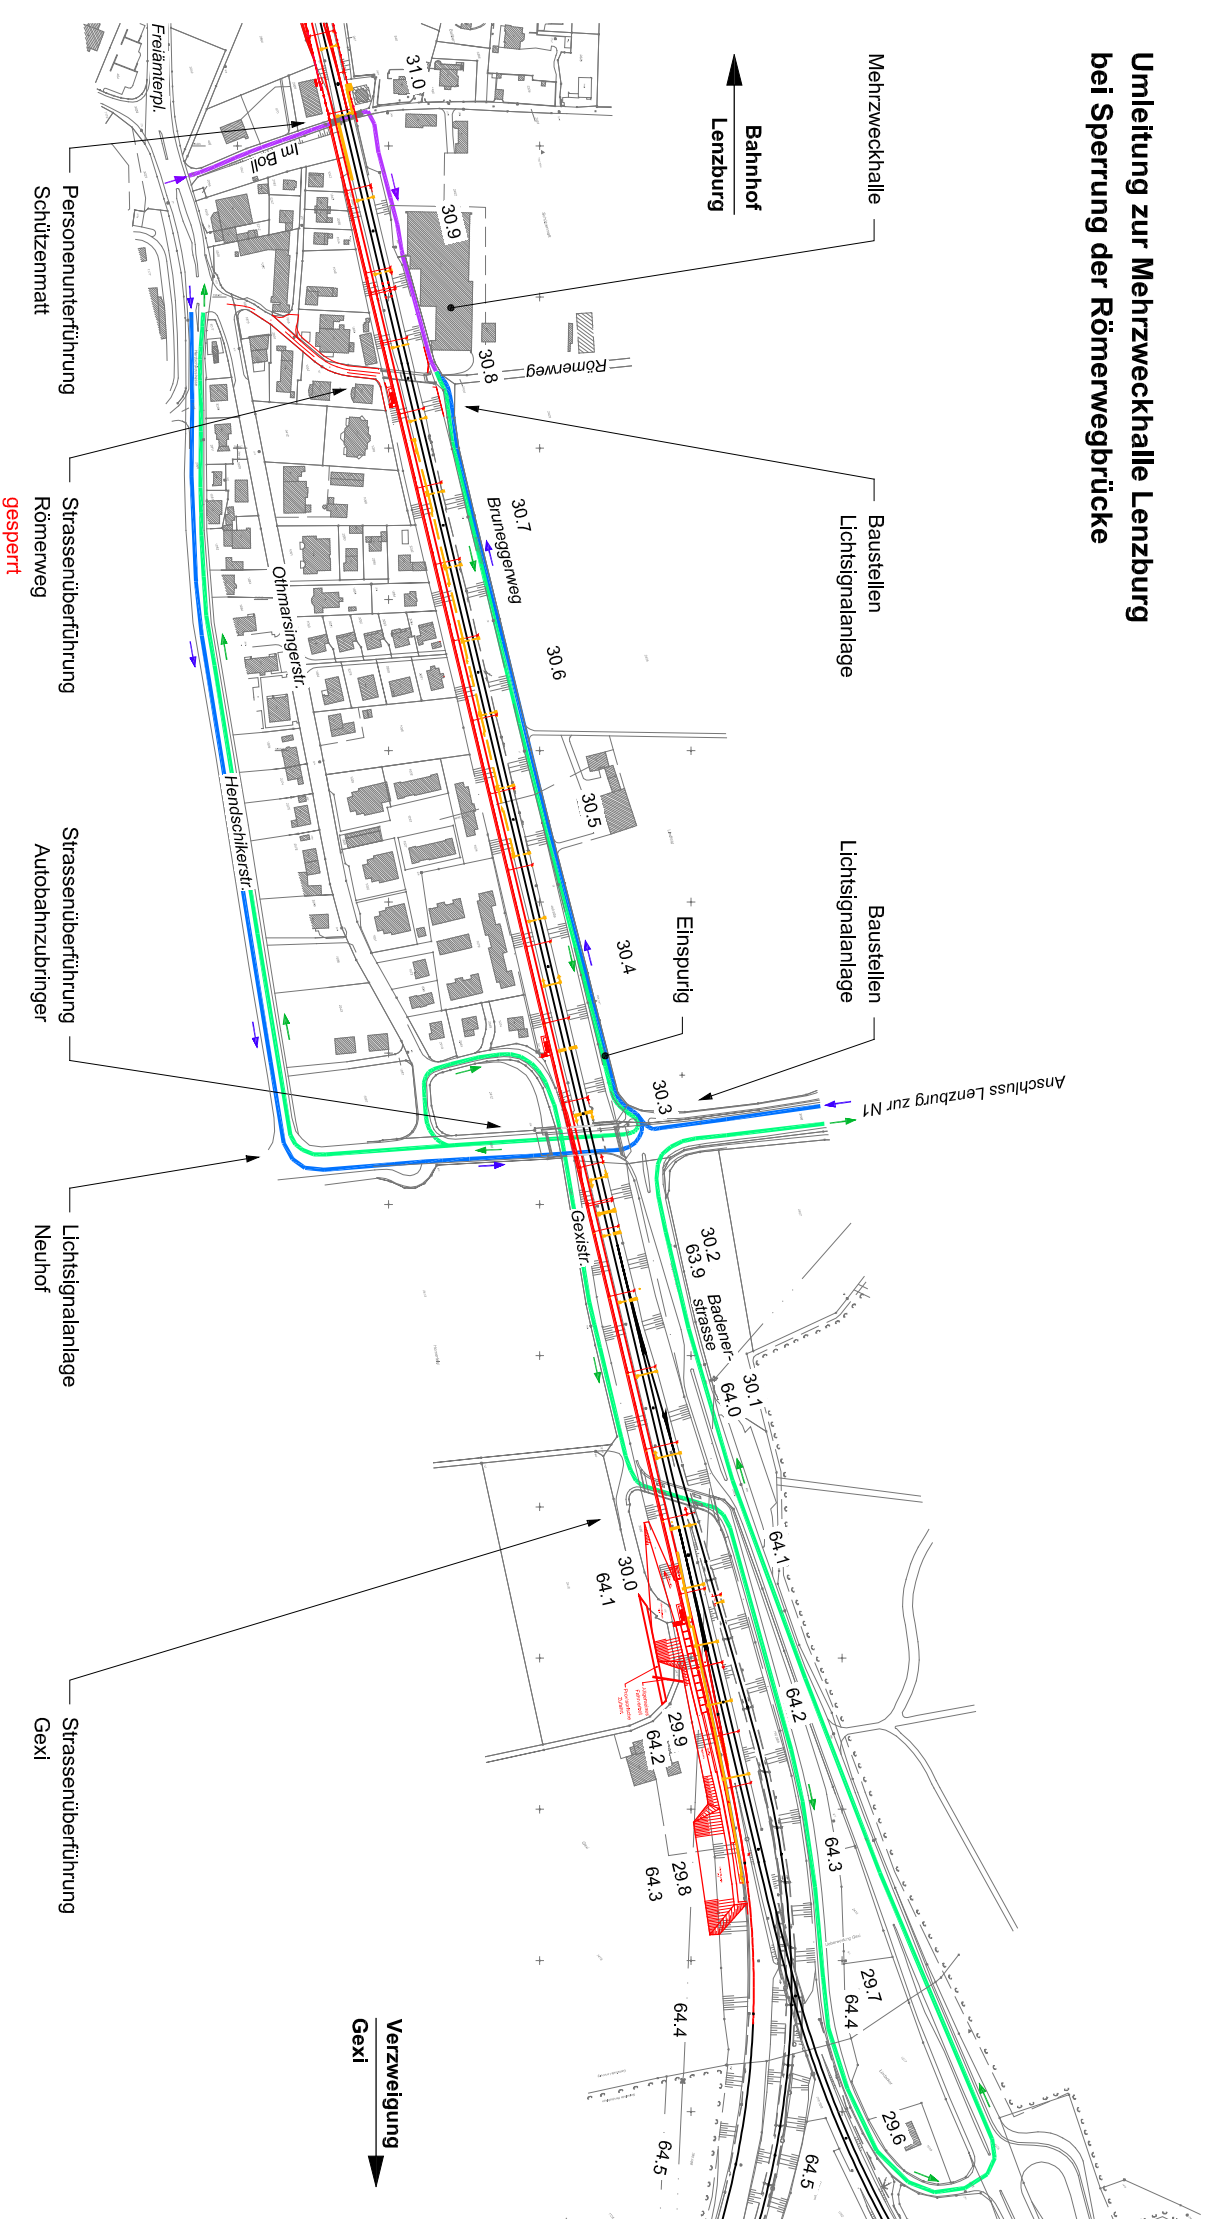 Umleitung zur Mehrzweckhalle Lenzburg
bei Sperrung der Römerwegbrücke
Bahnhof
Lenzburg
Mehrzweckhalle
Baustellen
Lichtsignalanlage
Baustellen
Lichtsignalanlage
Einspurig
Anschluss Lenzburg zur N1
Freiämterpl.
Im Boll
Römerweg
Bruneggerweg
Othmarsingerstr.
Hendschikerstr.
Gexistr.
Badener-
strasse
31.0
30.9
30.8
30.7
30.6
30.5
30.4
30.3
30.2
63.9
30.1
64.0
64.1
30.0
64.1
64.2
29.9
64.2
64.3
29.8
64.3
29.7
64.4
64.4
29.6
64.5
64.5
Personenunterführung
Schützenmatt
Strassenüberführung
Römerweg
gesperrt
Strassenüberführung
Autobahnzubringer
Lichtsignalanlage
Neuhof
Strassenüberführung
Gexi
Verzweigung
Gexi